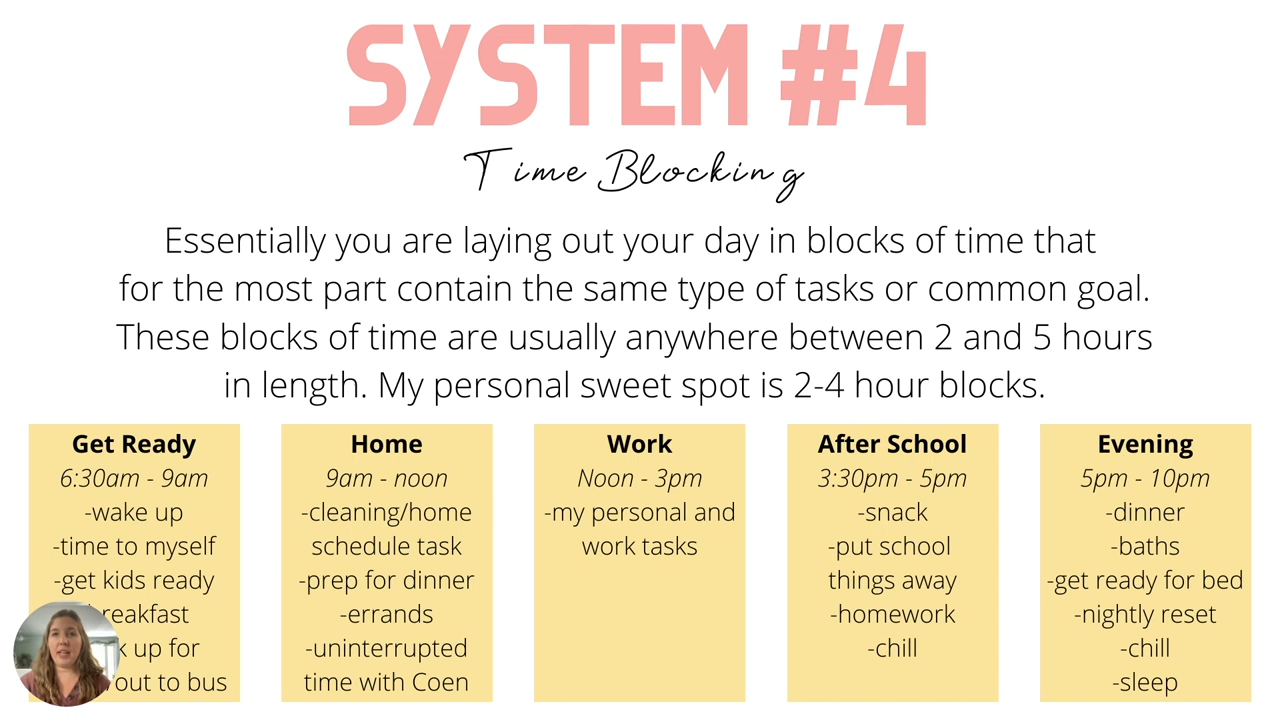 SYSTEM #4
Time Blocking
Essentially you are laying out your day in blocks of time that
for the most part contain the same type of tasks or common goal.
These blocks of time are usually anywhere between 2 and 5 hours
in length. My personal sweet spot is 2-4 hour blocks.
Get Ready
6:30am - 9am
-wake up
-time to myself
-get kids ready
up for
out to bus
Home
9am - noon
-cleaning/home
schedule task
-prep for dinner
-errands
-uninterrupted
time with Coen
Work
Noon - 3pm
-my personal and
work tasks
After School
3:30pm - 5pm
-snack
-put school
things away
-homework
-chill
Evening
5pm - 10pm
-dinner
-baths
-get ready for bed
-nightly reset
-chill
-sleep